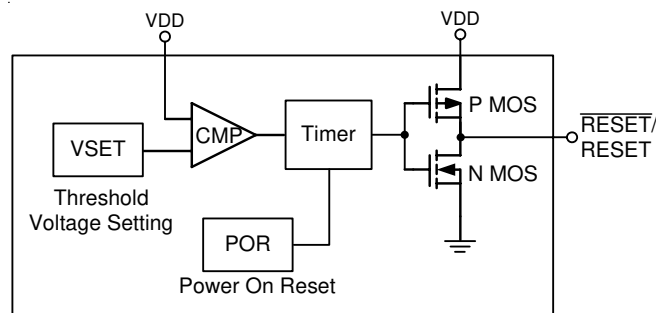 VDD
VDD
P MOS
CMP
Timer
RESET/
RESET
VSET
N MOS
Threshold
Voltage Setting
POR
Power On Reset